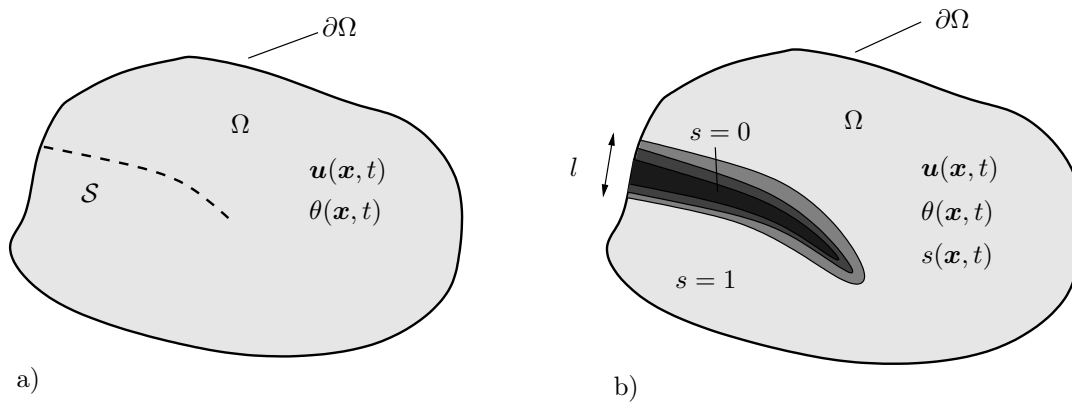 ∂Ω
Ω
𝒮
𝒖(𝒙, t)
θ(𝒙, t)
a)
∂Ω
Ω
s = 0
l
𝒖(𝒙, t)
θ(𝒙, t)
s(𝒙, t)
s = 1
b)